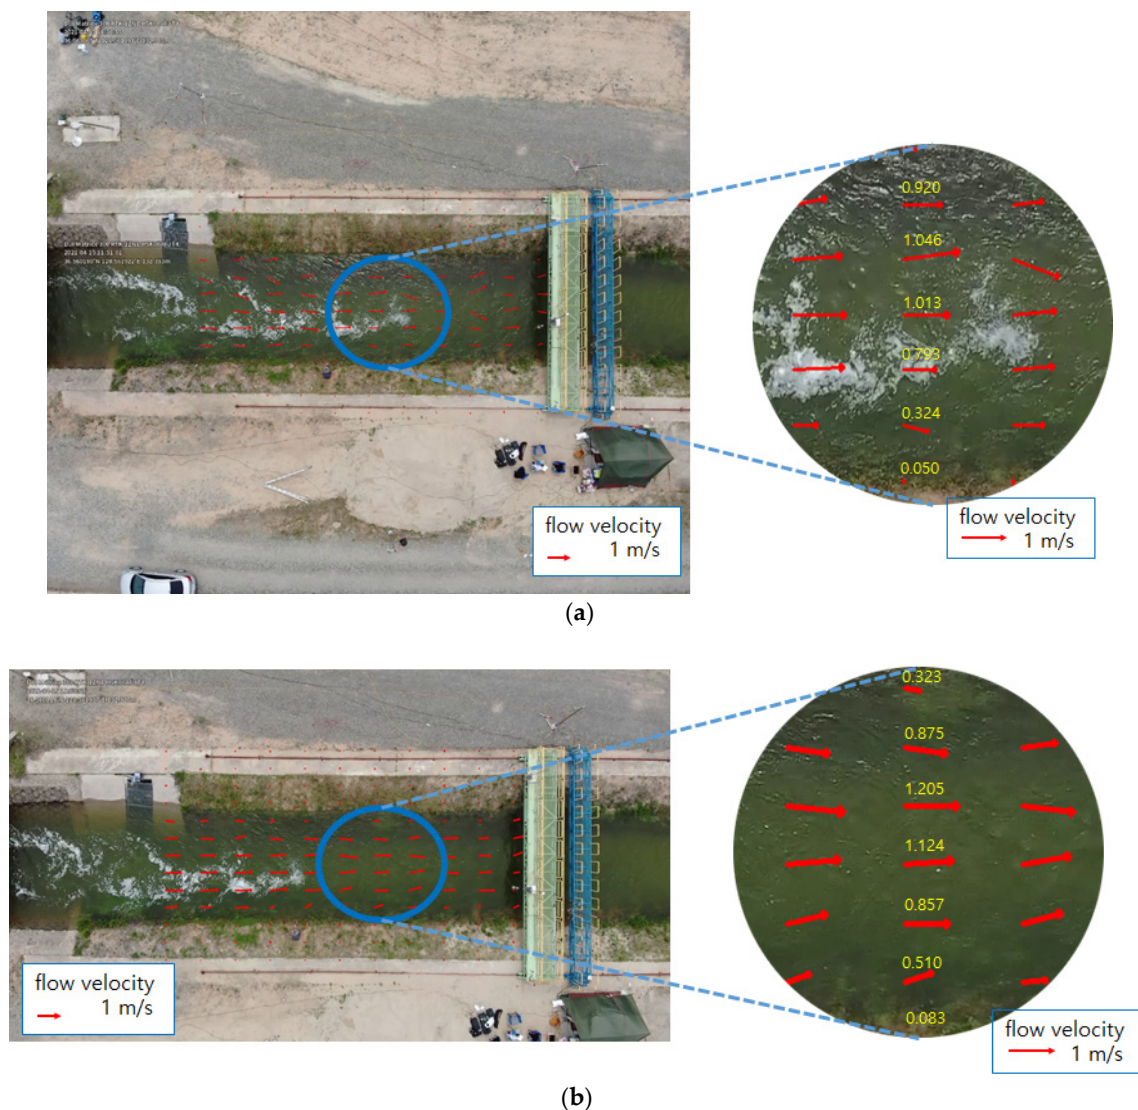 0.920
1.046
1.013
0.793
0.324
0.050
flow velocity
1 m/s
flow velocity
1 m/s
(a)
0.323
0.875
1.205
1.124
0.857
0.510
0.083
flow velocity
1 m/s
flow velocity
1 m/s
(b)